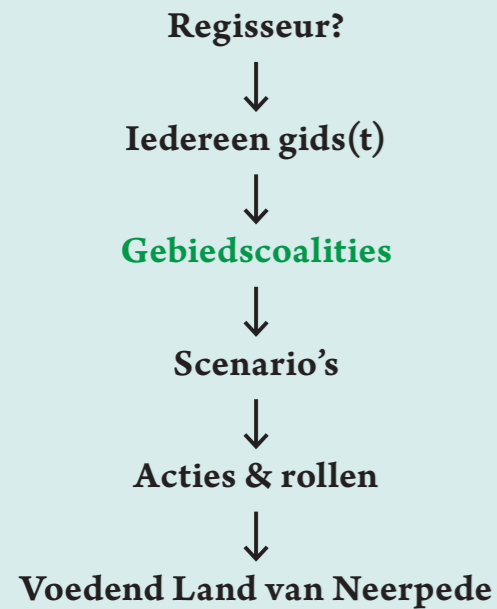 Regisseur?
Iedereen gids(t)
Gebiedscoalities
Scenario’s
Acties & rollen
Voedend Land van Neerpede